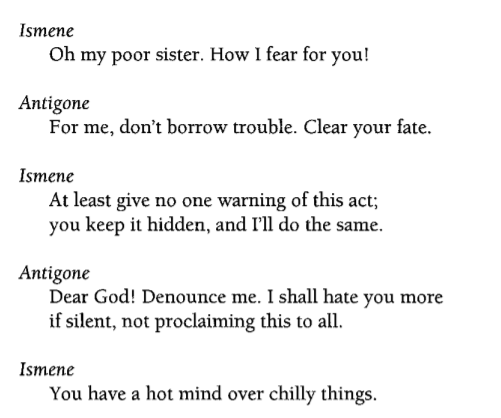 Ismene
Oh my poor sister. How I fear for you!
Antigone
For me, don't borrow trouble. Clear your fate.
Ismene
At least give no one warning of this act;
you keep it hidden, and I'll do the same.
Antigone
Dear God! Denounce me. I shall hate you more
if silent, not proclaiming this to all.
Ismene
You have a hot mind over chilly things.